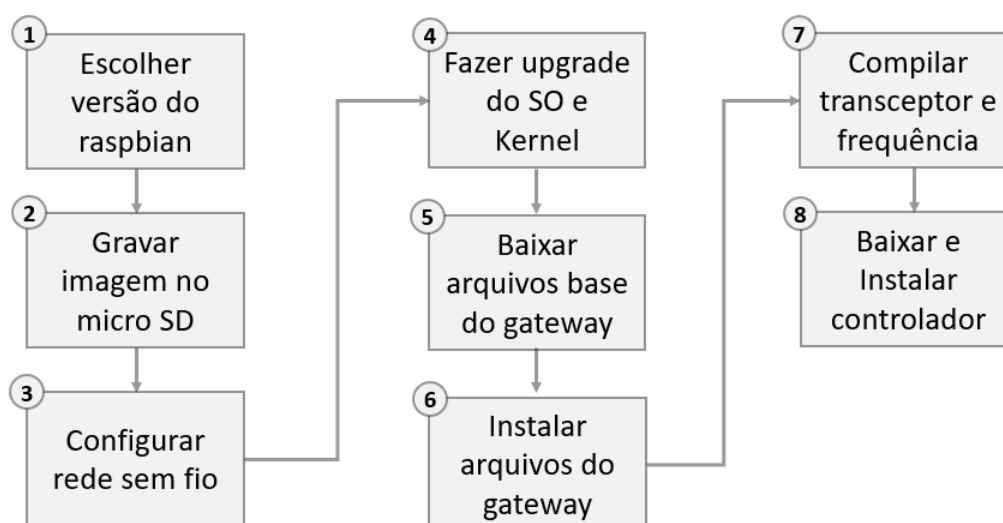 1
Escolher
versão do
raspbian
2
Gravar
imagem no
micro SD
3
Configurar
rede sem fio
4
Fazer upgrade
do SO e
Kernel
5
Baixar
arquivos base
do gateway
6
Instalar
arquivos do
gateway
7
Compilar
transceptor e
frequência
8
Baixar e
Instalar
controlador